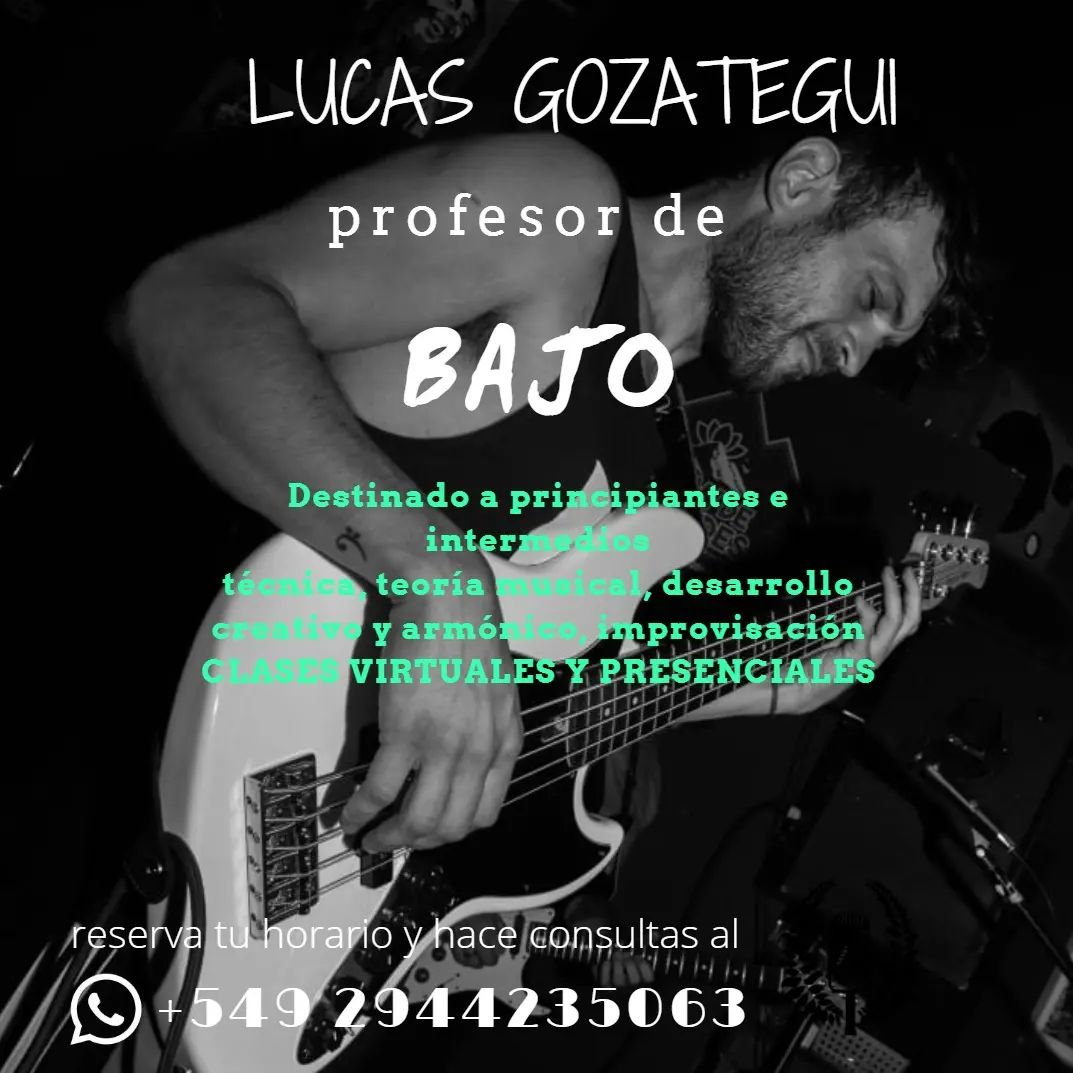 LUCAS GOZATEGUI
profesor de
BAJO
Destinado a principiantes e
intermedios
técnica, teoría musical, desarrollo
creativo y armónico, improvisación
CLASES VIRTUALES Y PRESENCIALES
reserva tu horario y hace consultas al
+549 2944235063